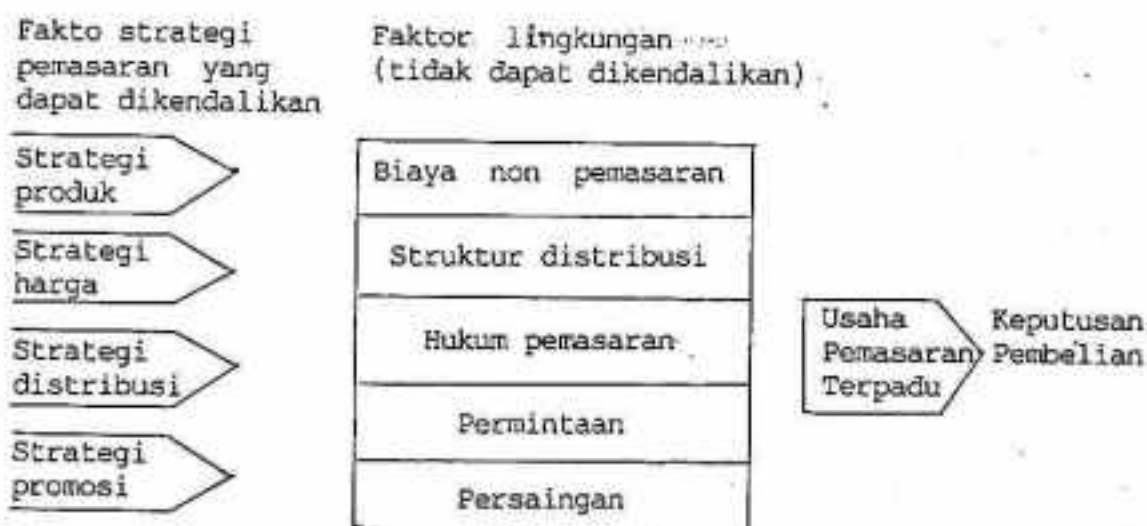 Fakto strategi
pemasaran yang
dapat dikendalikan
Faktor lingkungan
(tidak dapat dikendalikan)
Strategi
produk
Strategi
harga
Strategi
distribusi
Strategi
promosi
Biaya non pemasaran
Struktur distribusi
Hukum pemasaran
Permintaan
Persaingan
Usaha
Pemasaran
Terpadu
Keputusan
Pembelian